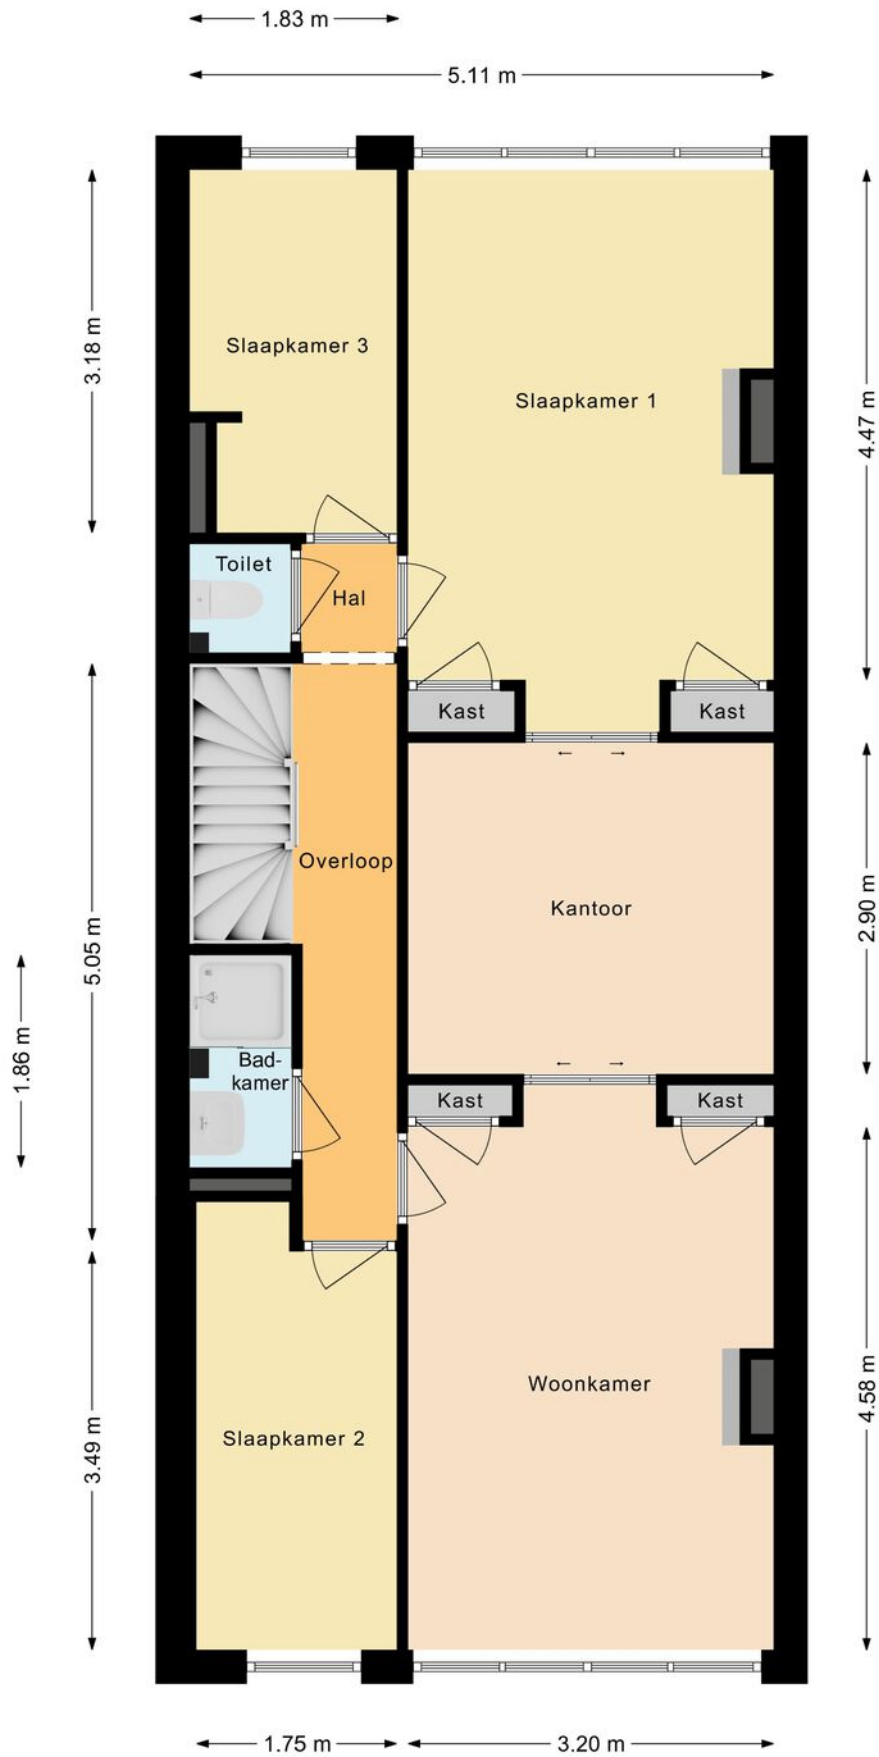 1.83 m
5.11 m
3.18 m
4.47 m
Slaapkamer 3
Slaapkamer 1
Toilet
Hal
Kast
Kast
Overloop
Kantoor
2.90 m
5.05 m
1.86 m
Bad-
kamer
Kast
Kast
Woonkamer
Slaapkamer 2
4.58 m
3.49 m
1.75 m
3.20 m